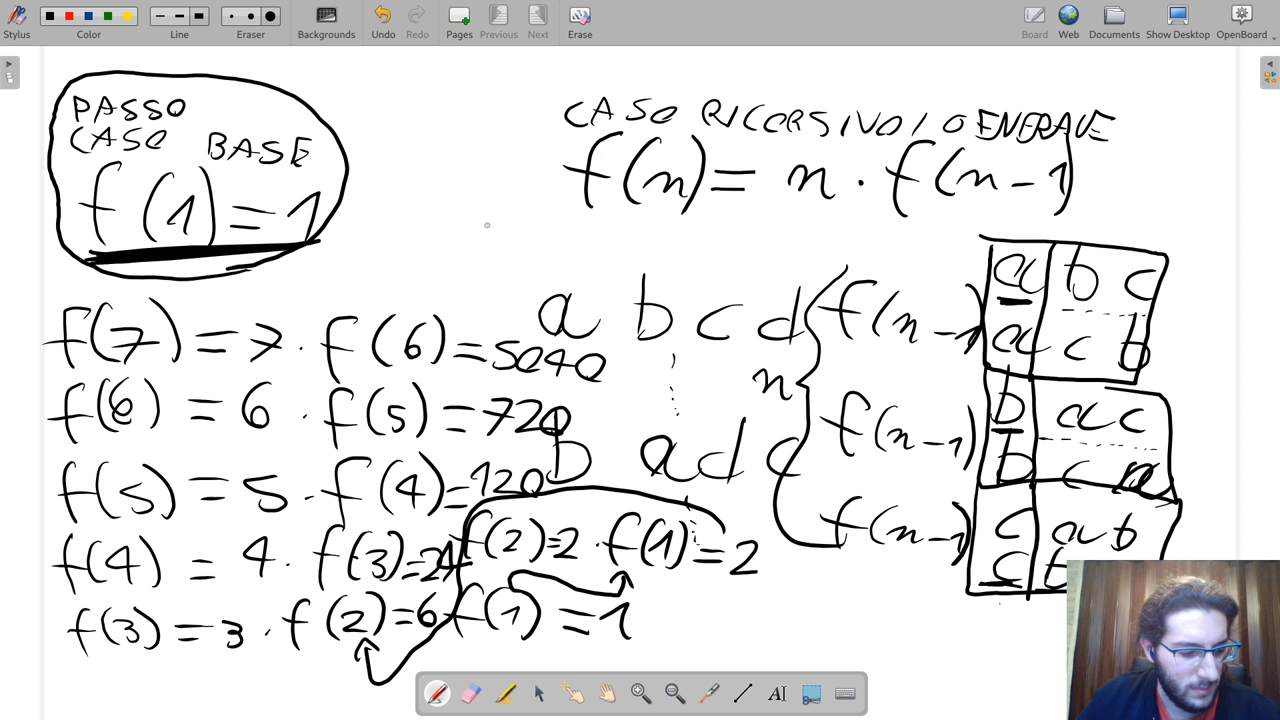 Stylus Color Line Eraser Backgrounds Undo Redo Pages Previous Next Erase Board Web Documents Show Desktop OpenBoard
PASSO
CASO BASE
f(1)=1
CASO RICORSIVO/
f(n)= n · f(n-1)
f(7) = 7 · f(6) = 5040
f(6) = 6 · f(5) = 720
f(5) = 5 · f(4) = 120
f(4) = 4 · f(3) = 24
f(3) = 3 · f(2) = 6
f(2) = 2 · f(1) = 2
f(1) = 1
a b c d
b a d c
n
f(n-1)
f(n-1)
f(n-1)
a b c
a c b
b a c
b c a
c a b
c b